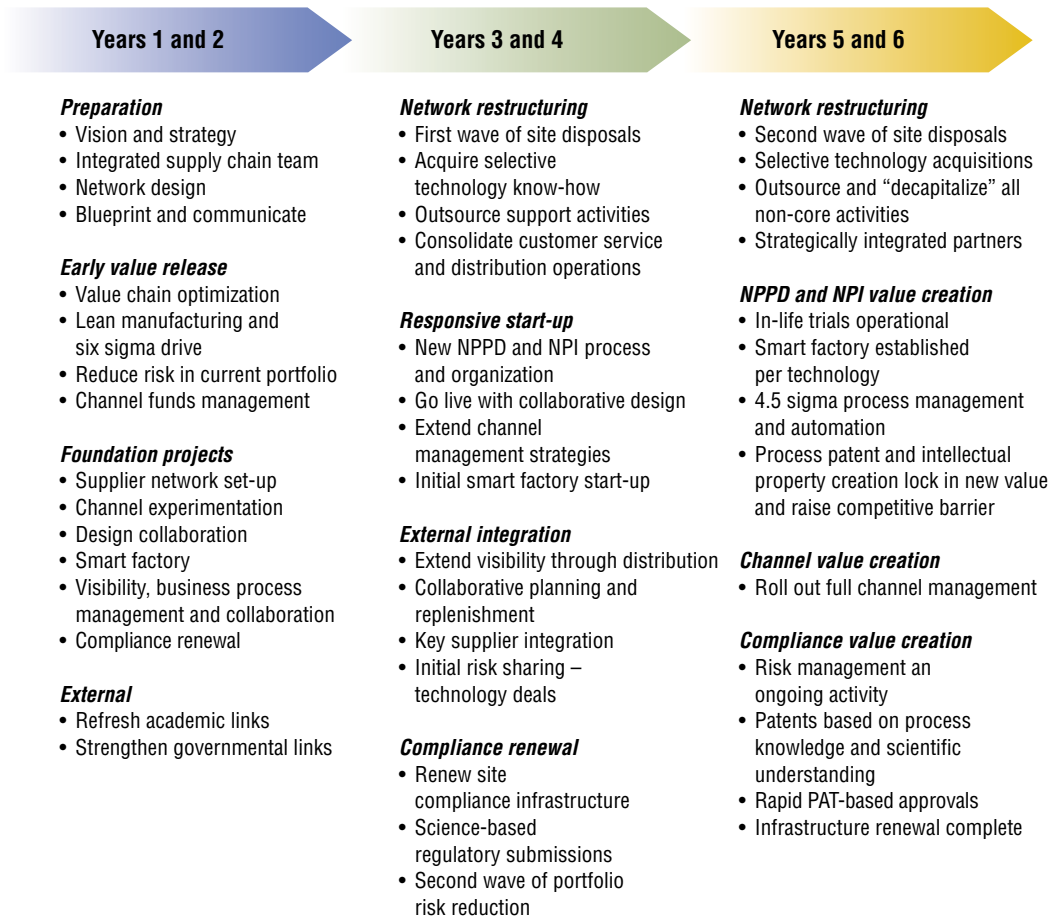 Years 1 and 2
Preparation
• Vision and strategy
• Integrated supply chain team
• Network design
• Blueprint and communicate
Early value release
• Value chain optimization
• Lean manufacturing and
six sigma drive
• Reduce risk in current portfolio
• Channel funds management
Foundation projects
• Supplier network set-up
• Channel experimentation
• Design collaboration
• Smart factory
• Visibility, business process
management and collaboration
• Compliance renewal
External
• Refresh academic links
• Strengthen governmental links
Years 3 and 4
Network restructuring
• First wave of site disposals
• Acquire selective
technology know-how
• Outsource support activities
• Consolidate customer service
and distribution operations
Responsive start-up
• New NPPD and NPI process
and organization
• Go live with collaborative design
• Extend channel
management strategies
• Initial smart factory start-up
External integration
• Extend visibility through distribution
• Collaborative planning and
replenishment
• Key supplier integration
• Initial risk sharing –
technology deals
Compliance renewal
• Renew site
compliance infrastructure
• Science-based
regulatory submissions
• Second wave of portfolio
risk reduction
Years 5 and 6
Network restructuring
• Second wave of site disposals
• Selective technology acquisitions
• Outsource and “decapitalize” all
non-core activities
• Strategically integrated partners
NPPD and NPI value creation
• In-life trials operational
• Smart factory established
per technology
• 4.5 sigma process management
and automation
• Process patent and intellectual
property creation lock in new value
and raise competitive barrier
Channel value creation
• Roll out full channel management
Compliance value creation
• Risk management an
ongoing activity
• Patents based on process
knowledge and scientific
understanding
• Rapid PAT-based approvals
• Infrastructure renewal complete